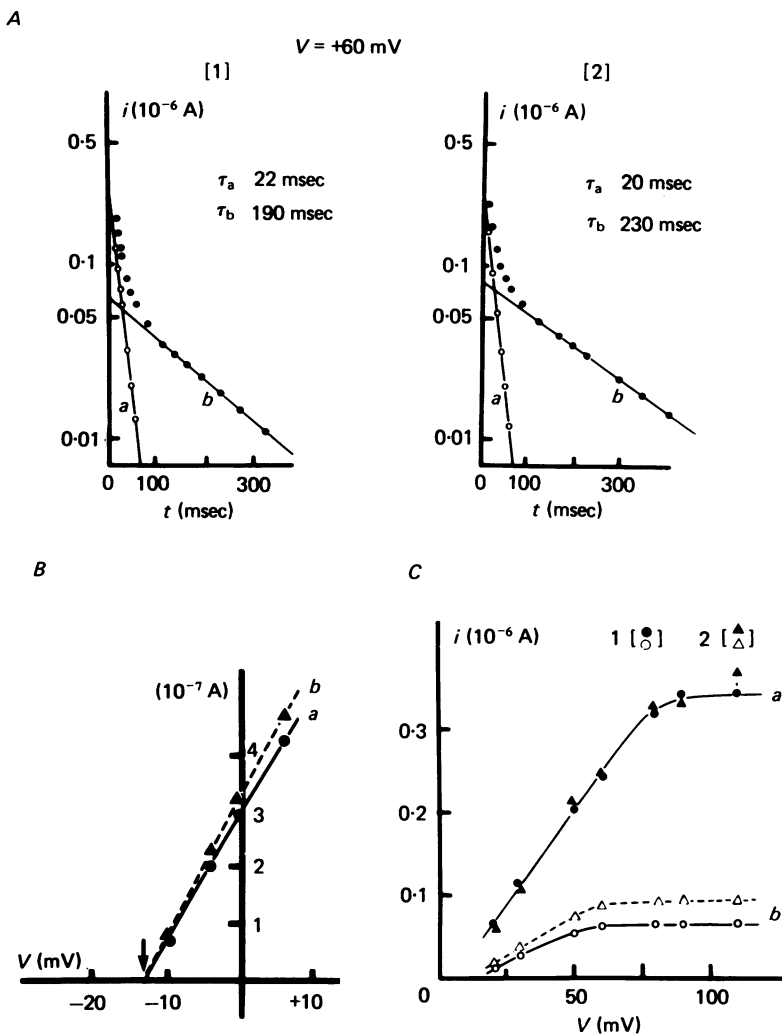 A
V = +60 mV
[1]
i (10⁻⁶ A)
0·5
0·1
0·05
0·01
τa 22 msec
τb 190 msec
a
b
0 100 300
t (msec)
[2]
i (10⁻⁶ A)
0·5
0·1
0·05
0·01
τa 20 msec
τb 230 msec
a
b
0 100 300
t (msec)
B
(10⁻⁷ A)
b
a
4
3
2
1
V (mV)
−20 −10 +10
C
i (10⁻⁶ A)
1 [●○] 2 [▲△]
0·3
0·2
0·1
a
b
0 50 100
V (mV)